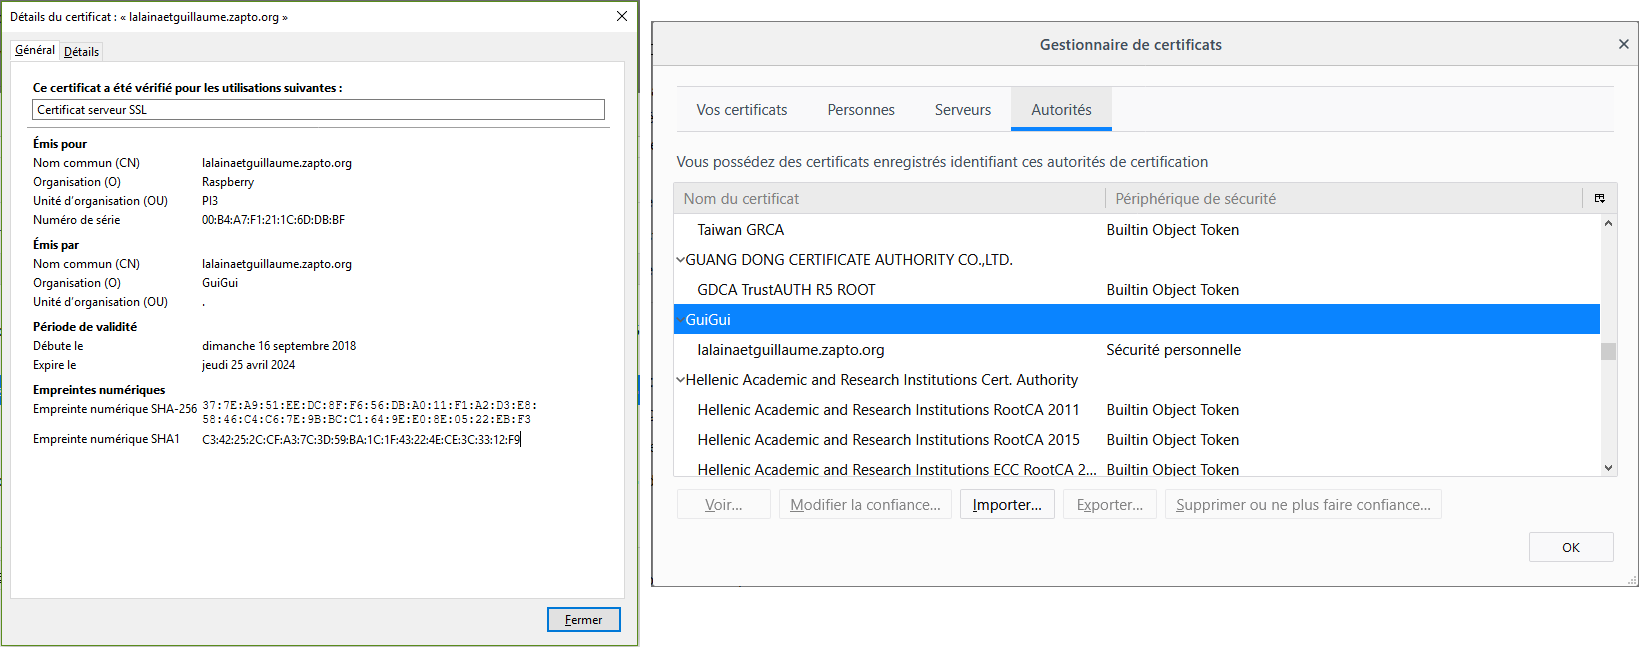 Détails du certificat : « lalainaetguillaume.zapto.org »
Général Détails
Ce certificat a été vérifié pour les utilisations suivantes :
Certificat serveur SSL
Émis pour
Nom commun (CN) lalainaetguillaume.zapto.org
Organisation (O) Raspberry
Unité d'organisation (OU) PI3
Numéro de série 00:B4:A7:F1:21:1C:6D:DB:BF
Émis par
Nom commun (CN) lalainaetguillaume.zapto.org
Organisation (O) GuiGui
Unité d'organisation (OU) .
Période de validité
Débute le dimanche 16 septembre 2018
Expire le jeudi 25 avril 2024
Empreintes numériques
Empreinte numérique SHA-256 37:7E:A9:51:EE:DC:8F:F6:56:DB:A0:11:F1:A2:D3:E8:
58:46:C4:C6:7E:9B:BC:C1:64:9E:E0:8E:05:22:EB:F3
Empreinte numérique SHA1 C3:42:25:2C:CF:A3:7C:3D:59:BA:1C:1F:43:22:4E:CE:3C:33:12:F9
Fermer
Gestionnaire de certificats
Vos certificats Personnes Serveurs Autorités
Vous possédez des certificats enregistrés identifiant ces autorités de certification
Nom du certificat Périphérique de sécurité
Taiwan GRCA Builtin Object Token
GUANG DONG CERTIFICATE AUTHORITY CO.,LTD.
GDCA TrustAUTH R5 ROOT Builtin Object Token
GuiGui
lalainaetguillaume.zapto.org Sécurité personnelle
Hellenic Academic and Research Institutions Cert. Authority
Hellenic Academic and Research Institutions RootCA 2011 Builtin Object Token
Hellenic Academic and Research Institutions RootCA 2015 Builtin Object Token
Hellenic Academic and Research Institutions ECC RootCA 2... Builtin Object Token
Voir... Modifier la confiance... Importer... Exporter... Supprimer ou ne plus faire confiance...
OK